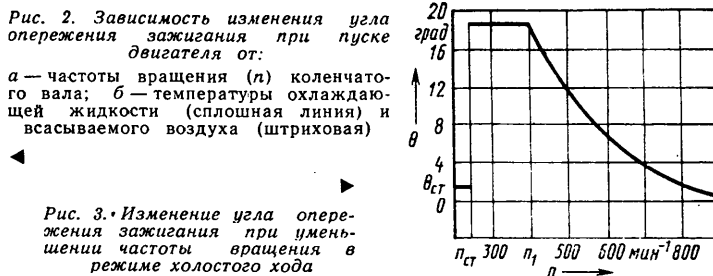 Рис. 2. Зависимость изменения угла
опережения зажигания при пуске
двигателя от:
а — частоты вращения (n) коленчато-
го вала; б — температуры охлаждаю-
щей жидкости (сплошная линия) и
всасываемого воздуха (штриховая)
Рис. 3. Изменение угла опере-
жения зажигания при умень-
шении частоты вращения в
режиме холостого хода
20
град
16
12
8
θ
4
θст
0
nст 300 n1 500 600 мин⁻¹ 800
n